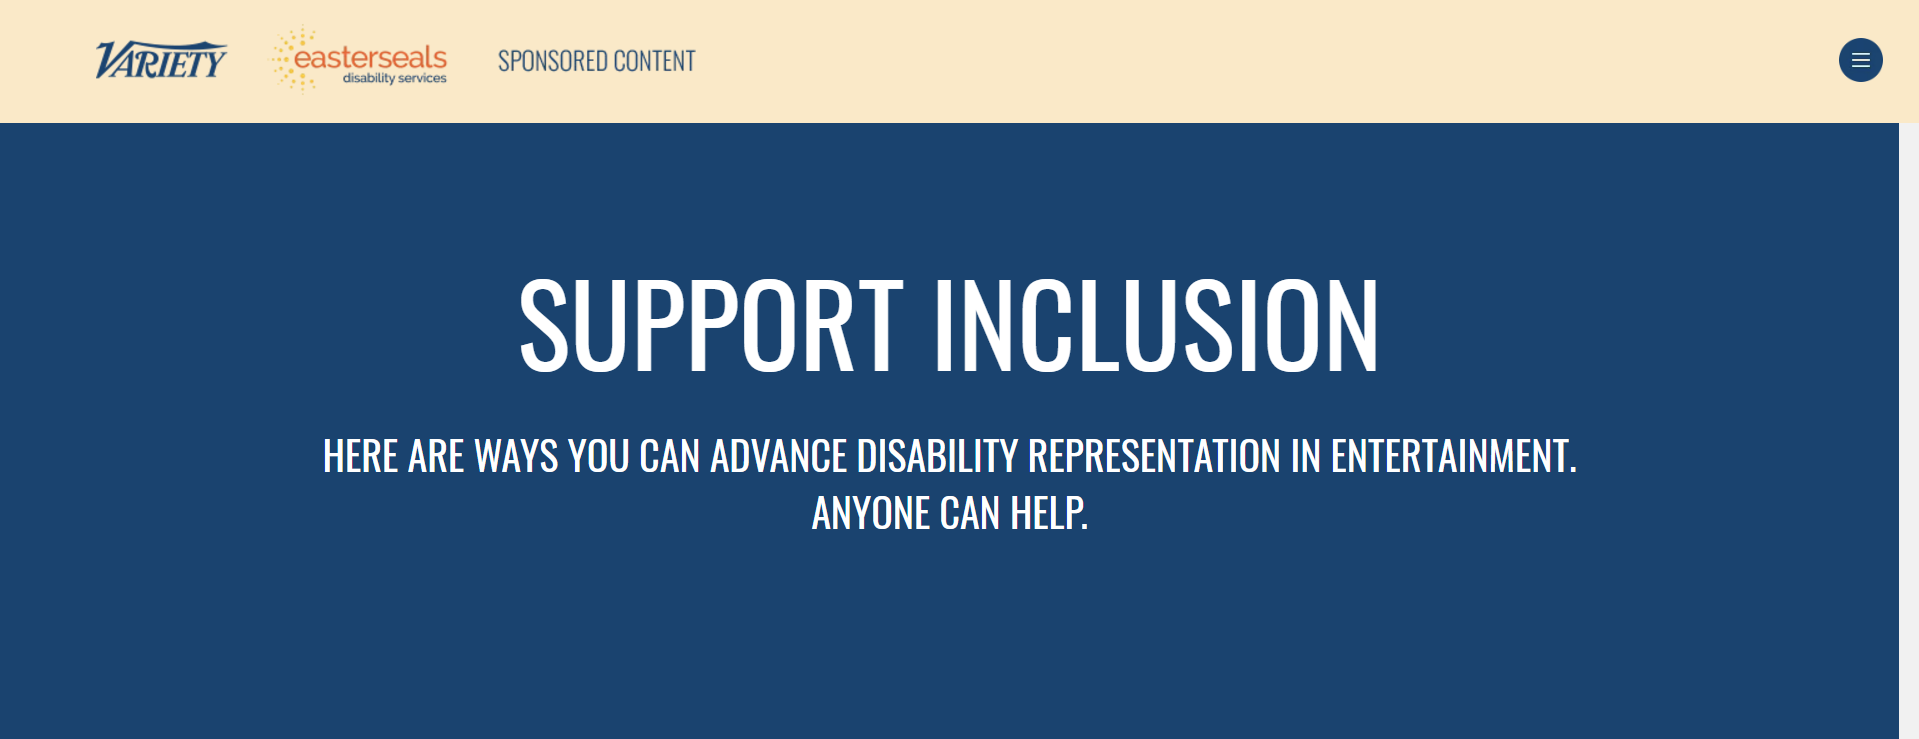 VARIETY
easterseals
disability services
SPONSORED CONTENT
SUPPORT INCLUSION
HERE ARE WAYS YOU CAN ADVANCE DISABILITY REPRESENTATION IN ENTERTAINMENT.
ANYONE CAN HELP.